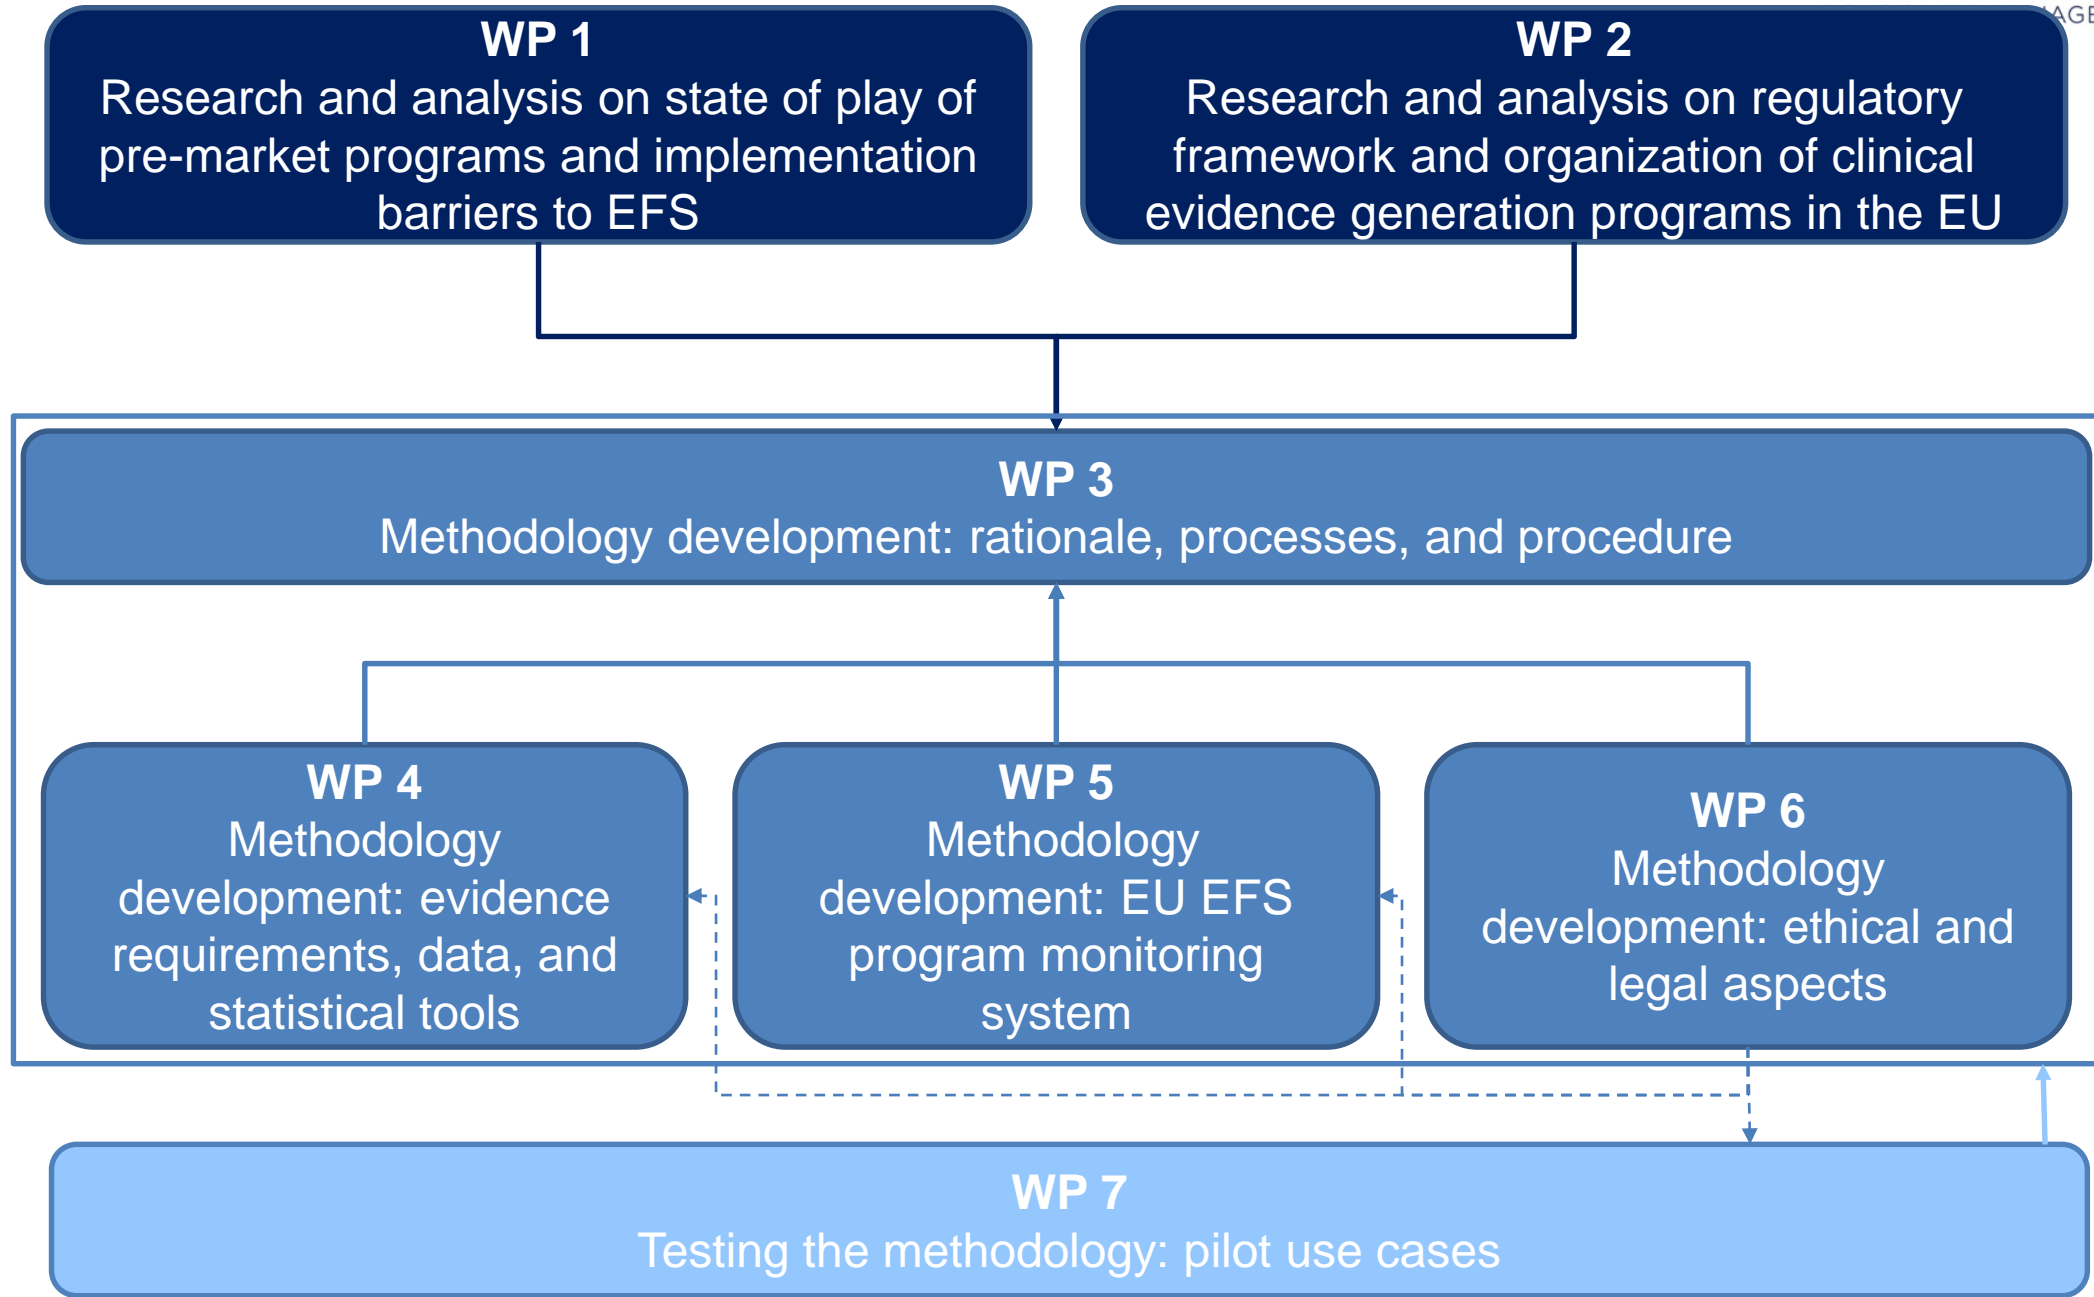 WP 1
Research and analysis on state of play of
pre-market programs and implementation
barriers to EFS
WP 2
Research and analysis on regulatory
framework and organization of clinical
evidence generation programs in the EU
WP 3
Methodology development: rationale, processes, and procedure
WP 4
Methodology
development: evidence
requirements, data, and
statistical tools
WP 5
Methodology
development: EU EFS
program monitoring
system
WP 6
Methodology
development: ethical and
legal aspects
WP 7
Testing the methodology: pilot use cases